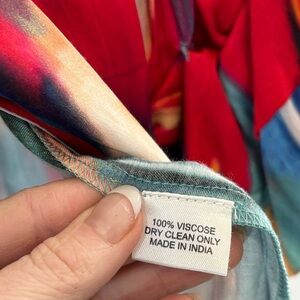 100% VISCOSE
DRY CLEAN ONLY
MADE IN INDIA